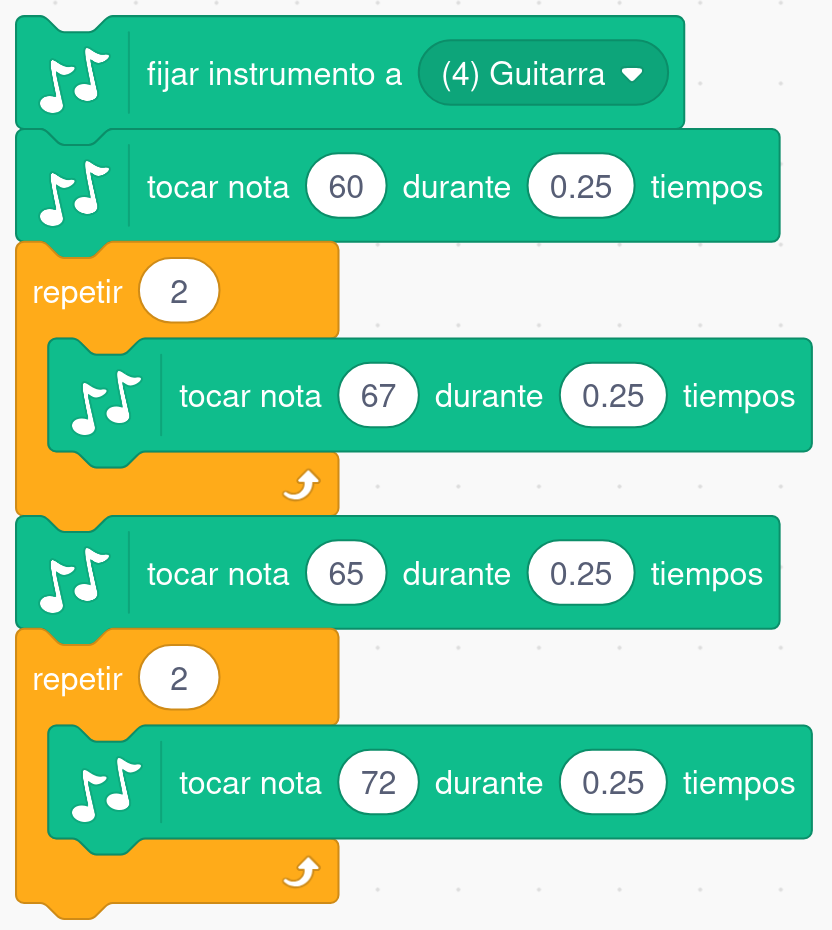 fijar instrumento a (4) Guitarra
tocar nota 60 durante 0.25 tiempos
repetir 2
tocar nota 67 durante 0.25 tiempos
tocar nota 65 durante 0.25 tiempos
repetir 2
tocar nota 72 durante 0.25 tiempos